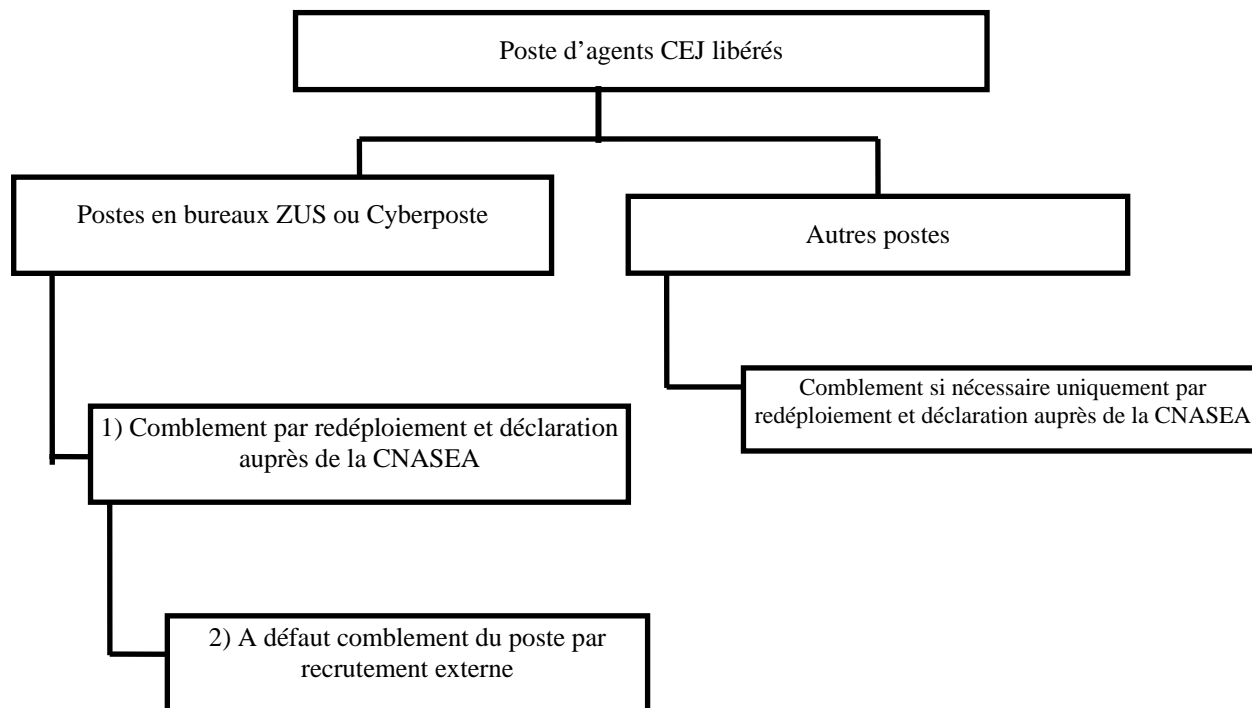 Poste d’agents CEJ libérés
Postes en bureaux ZUS ou Cyberposte
Autres postes
Comblement si nécessaire uniquement par
redéploiement et déclaration auprès de la CNASEA
1) Comblement par redéploiement et déclaration
auprès de la CNASEA
2) A défaut comblement du poste par
recrutement externe